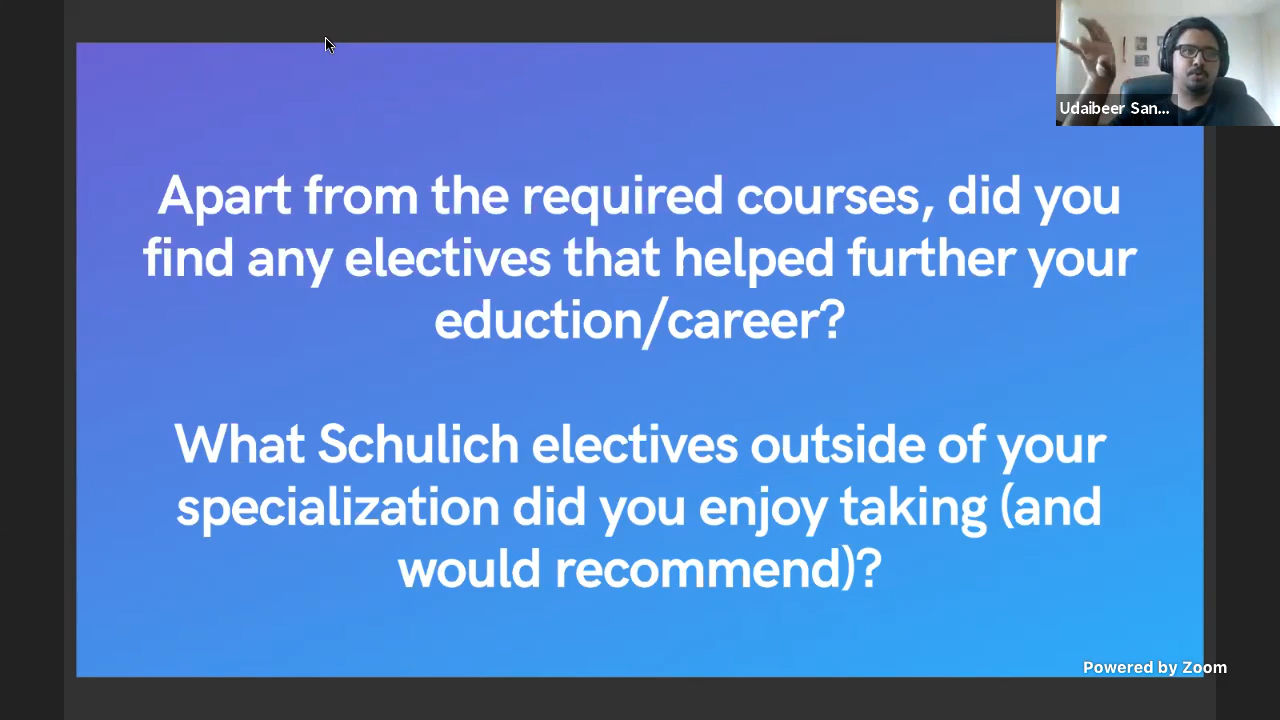 Udaibeer San...
Apart from the required courses, did you
find any electives that helped further your
eduction/career?
What Schulich electives outside of your
specialization did you enjoy taking (and
would recommend)?
Powered by Zoom